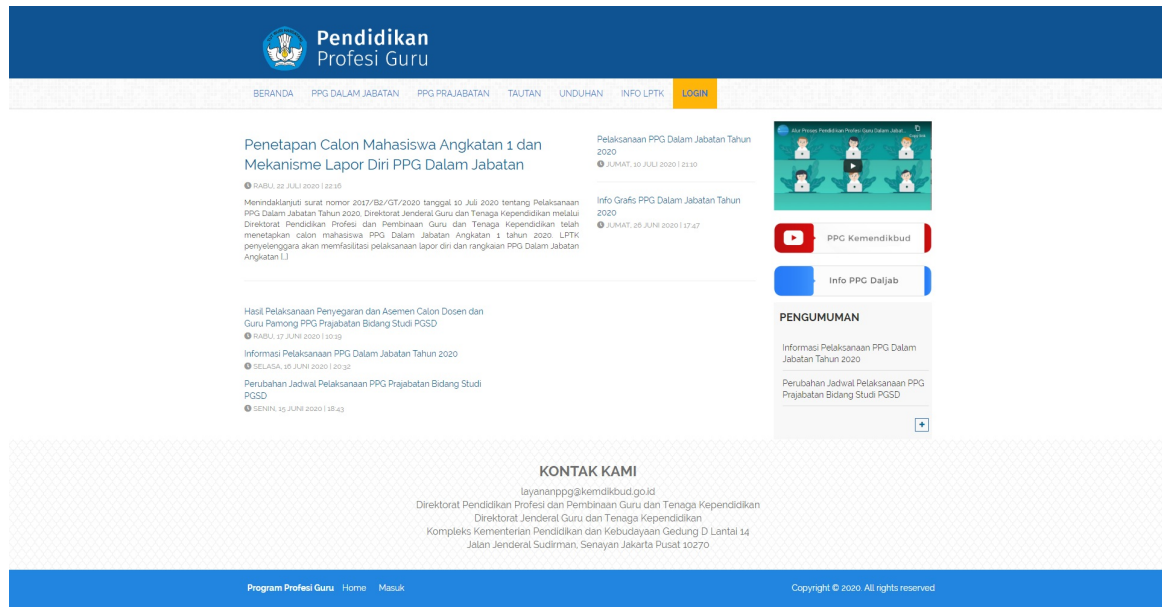 Pendidikan
Profesi Guru
BERANDA PPG DALAM JABATAN PPG PRAJABATAN TAUTAN UNDUHAN INFO LPTK LOGIN
Penetapan Calon Mahasiswa Angkatan 1 dan
Mekanisme Lapor Diri PPG Dalam Jabatan
RABU, 22 JULI 2020 | 22:16
Menindaklanjuti surat nomor 2017/B2/GT/2020 tanggal 10 Juli 2020 tentang Pelaksanaan
PPG Dalam Jabatan Tahun 2020, Direktorat Jenderal Guru dan Tenaga Kependidikan melalui
Direktorat Pendidikan Profesi dan Pembinaan Guru dan Tenaga Kependidikan telah
menetapkan calon mahasiswa PPG Dalam Jabatan Angkatan 1 tahun 2020. LPTK
penyelenggara akan memfasilitasi pelaksanaan lapor diri dan rangkaian PPG Dalam Jabatan
Angkatan [...]
Pelaksanaan PPG Dalam Jabatan Tahun
2020
JUMAT, 10 JULI 2020 | 21:10
Info Grafis PPG Dalam Jabatan Tahun
2020
JUMAT, 26 JUNI 2020 | 17:47
Hasil Pelaksanaan Penyegaran dan Asemen Calon Dosen dan
Guru Pamong PPG Prajabatan Bidang Studi PGSD
RABU, 17 JUNI 2020 | 10:19
Informasi Pelaksanaan PPG Dalam Jabatan Tahun 2020
SELASA, 16 JUNI 2020 | 20:32
Perubahan Jadwal Pelaksanaan PPG Prajabatan Bidang Studi
PGSD
SENIN, 15 JUNI 2020 | 18:43
Alur Proses Pendidikan Profesi Guru Dalam Jabat...
Copy link
PPG Kemendikbud
Info PPG Daljab
PENGUMUMAN
Informasi Pelaksanaan PPG Dalam
Jabatan Tahun 2020
Perubahan Jadwal Pelaksanaan PPG
Prajabatan Bidang Studi PGSD
+
KONTAK KAMI
layananppg@kemdikbud.go.id
Direktorat Pendidikan Profesi dan Pembinaan Guru dan Tenaga Kependidikan
Direktorat Jenderal Guru dan Tenaga Kependidikan
Kompleks Kementerian Pendidikan dan Kebudayaan Gedung D Lantai 14
Jalan Jenderal Sudirman, Senayan Jakarta Pusat 10270
Program Profesi Guru Home Masuk
Copyright © 2020. All rights reserved